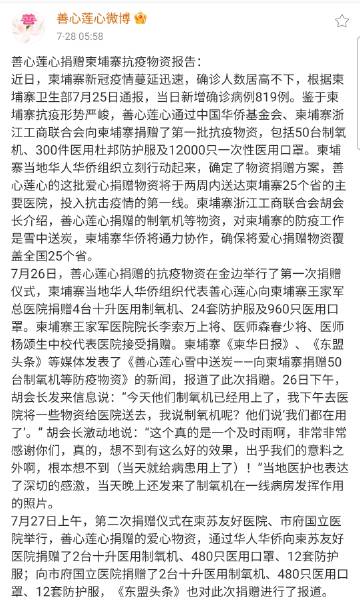 善心莲心微博
7-28 05:58
善心莲心捐赠柬埔寨抗疫物资报告：
近日，柬埔寨新冠疫情蔓延迅速，确诊人数居高不下，根据柬
埔寨卫生部7月25日通报，当日新增确诊病例819例。鉴于柬
埔寨抗疫形势严峻，善心莲心通过中国华侨基金会、柬埔寨浙
江工商联合会向柬埔寨捐赠了第一批抗疫物资，包括50台制氧
机、300件医用杜邦防护服及12000只一次性医用口罩。柬埔
寨当地华人华侨组织立刻行动起来，确定了物资捐赠方案，善
心莲心的这批爱心捐赠物资将于两周内送达柬埔寨25个省的主
要医院，投入抗击疫情的第一线。柬埔寨浙江工商联合会胡会
长介绍，善心莲心捐赠的制氧机等物资，对柬埔寨的防疫工作
是雪中送炭，柬埔寨华侨将通力协作，确保将爱心捐赠物资覆
盖全国25个省。
7月26日，善心莲心捐赠的抗疫物资在金边举行了第一次捐赠
仪式，柬埔寨当地华人华侨组织代表善心莲心向柬埔寨王家军
总医院捐赠4台十升医用制氧机、24套防护服及960只医用口
罩。柬埔寨王家军医院院长李索万上将、医师森春少将、医师
杨颂生中校代表医院接受捐赠。柬埔寨《柬华日报》、《东盟
头条》等媒体发表了《善心莲心雪中送炭——向柬埔寨捐赠50
台制氧机等防疫物资》的新闻，报道了此次捐赠。26日下午，
胡会长发来信息说：“今天他们制氧机已经用上了，我下午去医
院将一些物资给医院送去，我说制氧机呢？他们说‘我们都在用
了’。” 胡会长激动地说：“这个真的是一个及时雨啊，非常非常
感谢你们，真的，想不到有这么好的效果，出乎我们的意料之
外啊，根本想不到（当天就给病患用上了）！”当地医护也表达
了深切的感激，当天晚上还发来了制氧机在一线病房发挥作用
的照片。
7月27日上午，第二次捐赠仪式在柬苏友好医院、市府国立医
院举行，善心莲心的爱心物资，通过华人华侨向柬苏友好
医院捐赠了2台十升医用制氧机、480只医用口罩、12套防护
服；向市府国立医院捐赠了2台十升医用制氧机、480只医用
口罩、12套防护服，《东盟头条》也对此次捐赠进行了报道。